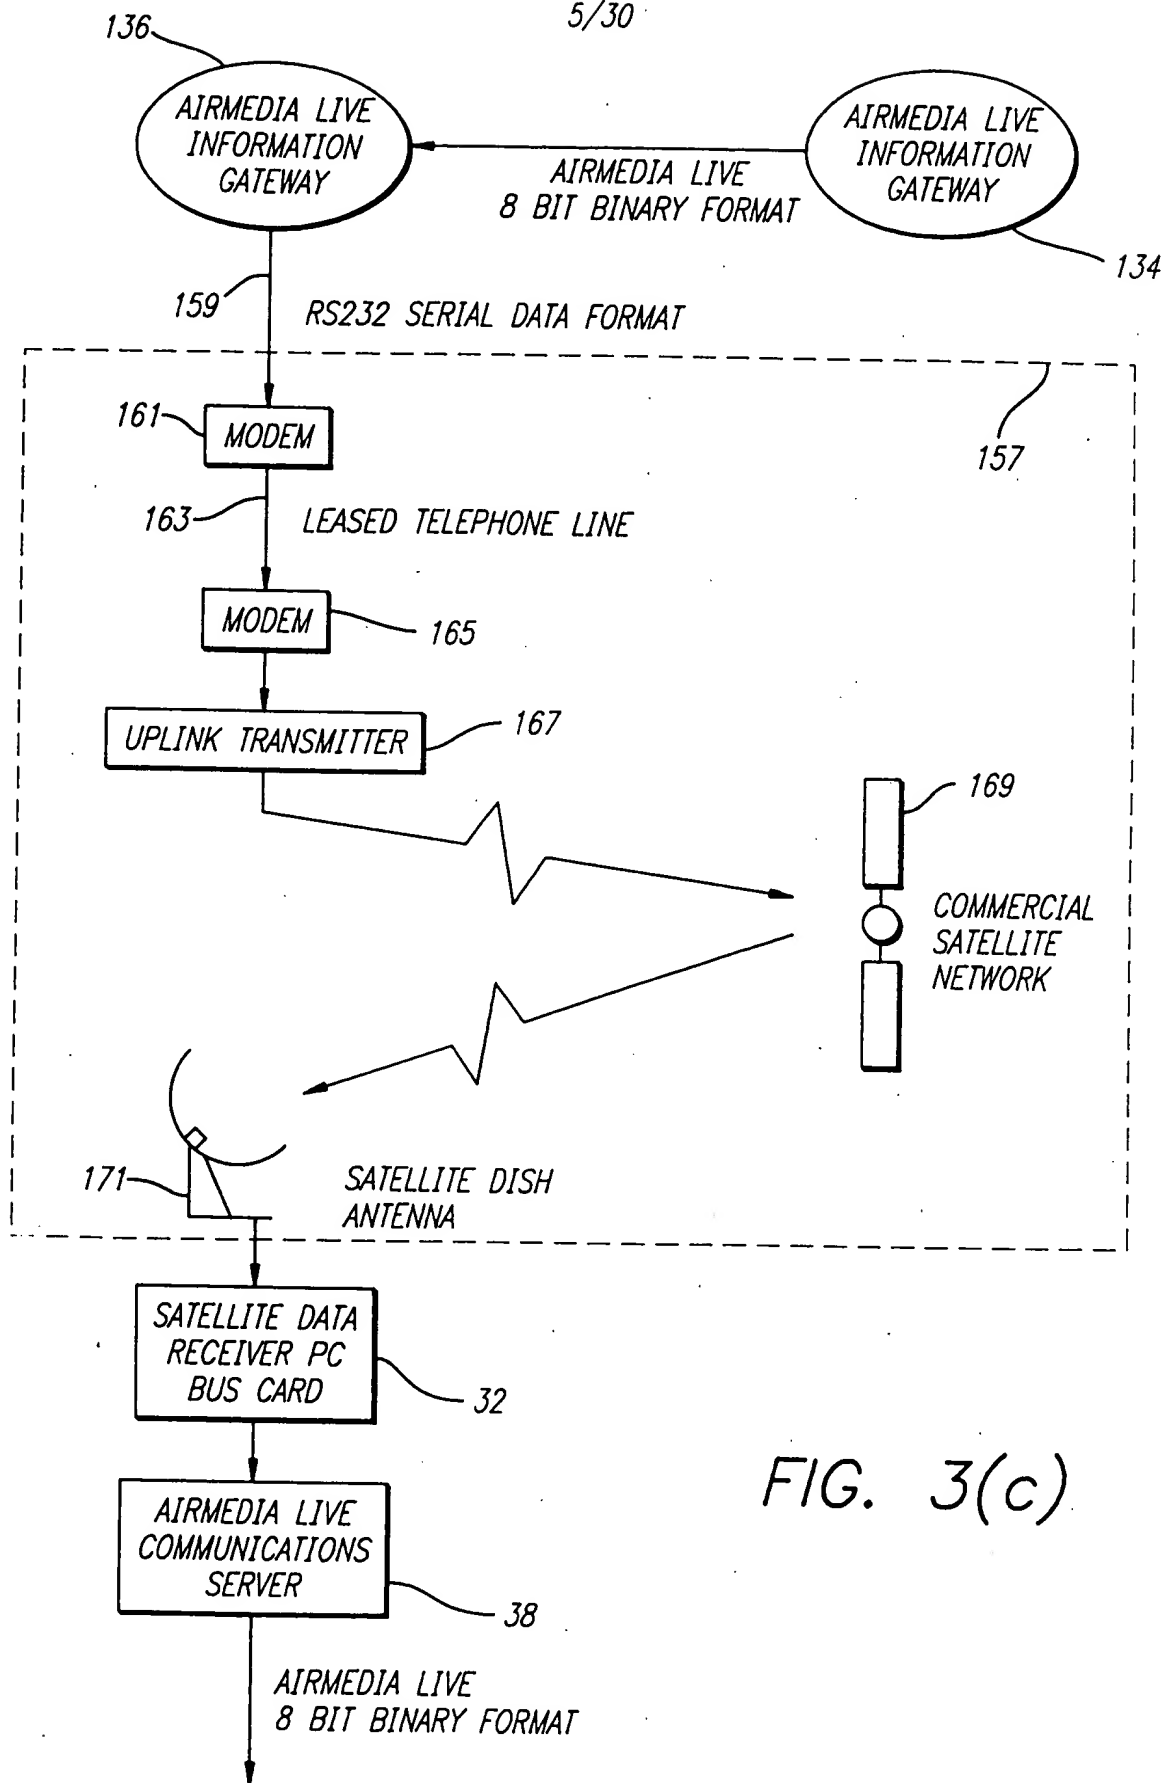 5/30
136
AIRMEDIA LIVE
INFORMATION
GATEWAY
AIRMEDIA LIVE
8 BIT BINARY FORMAT
AIRMEDIA LIVE
INFORMATION
GATEWAY
134
159
RS232 SERIAL DATA FORMAT
157
161
MODEM
163
LEASED TELEPHONE LINE
MODEM
165
UPLINK TRANSMITTER
167
169
COMMERCIAL
SATELLITE
NETWORK
171
SATELLITE DISH
ANTENNA
SATELLITE DATA
RECEIVER PC
BUS CARD
32
AIRMEDIA LIVE
COMMUNICATIONS
SERVER
38
AIRMEDIA LIVE
8 BIT BINARY FORMAT
FIG. 3(c)